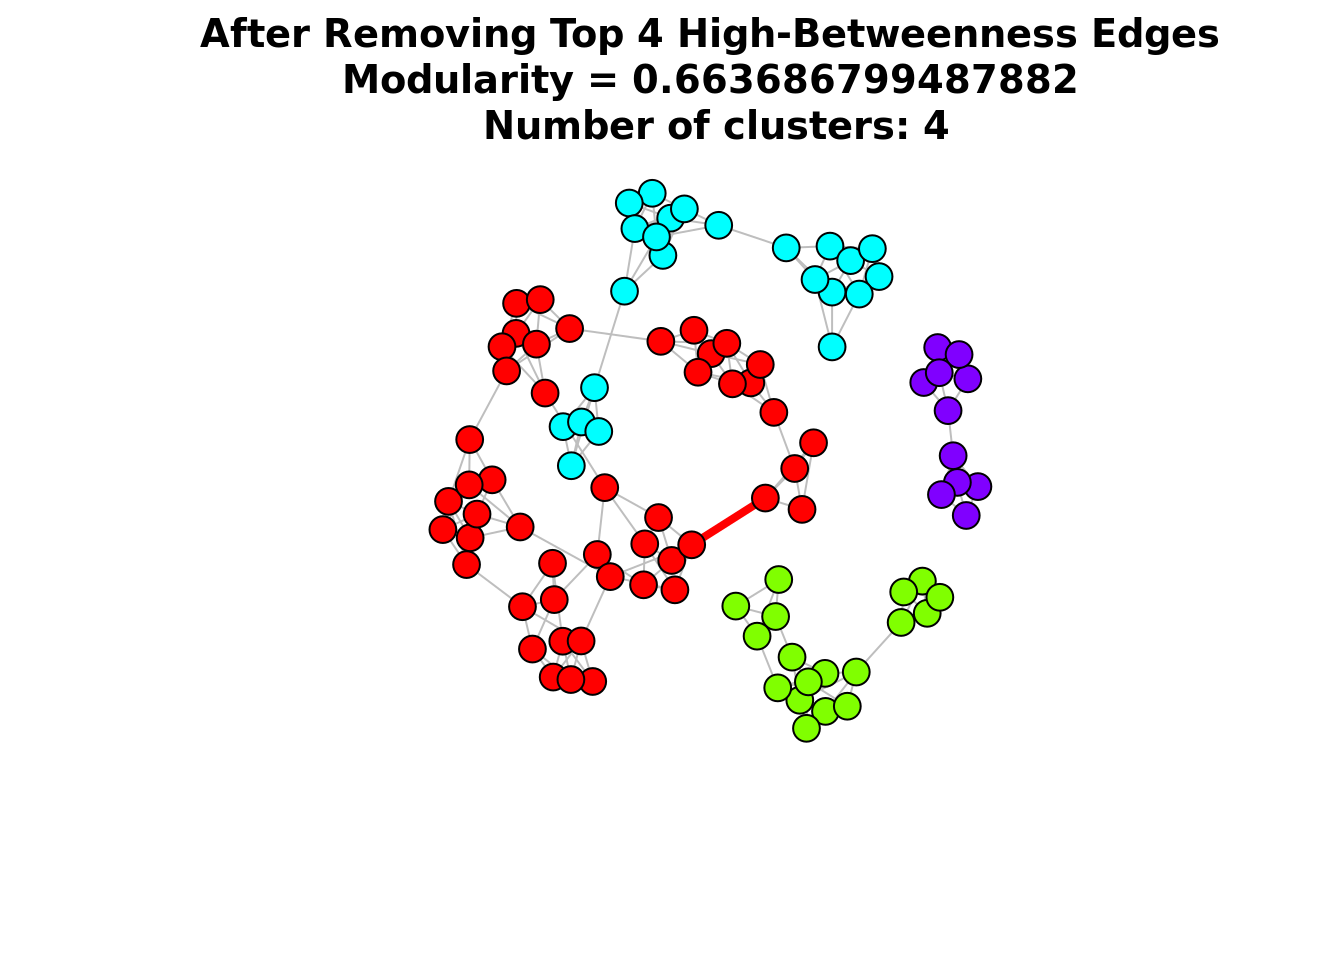 After Removing Top 4 High-Betweenness Edges
Modularity = 0.663686799487882
Number of clusters: 4